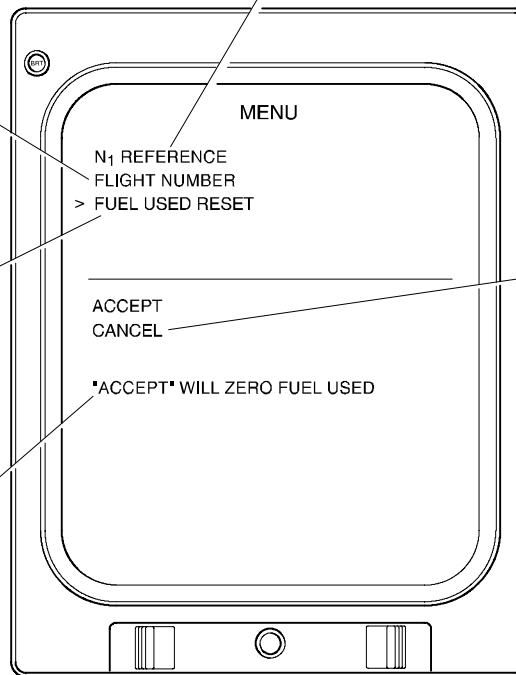 BRT
MENU
N1 REFERENCE
FLIGHT NUMBER
> FUEL USED RESET
ACCEPT
CANCEL
"ACCEPT" WILL ZERO FUEL USED